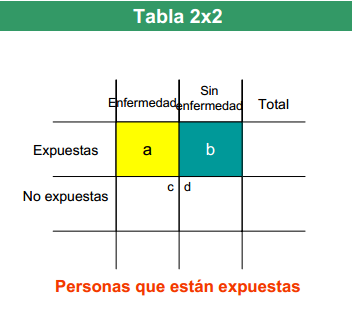 Tabla 2x2
Enfermedad
Sin
enfermedad
Total
Expuestas
a
b
No expuestas
c
d
Personas que están expuestas